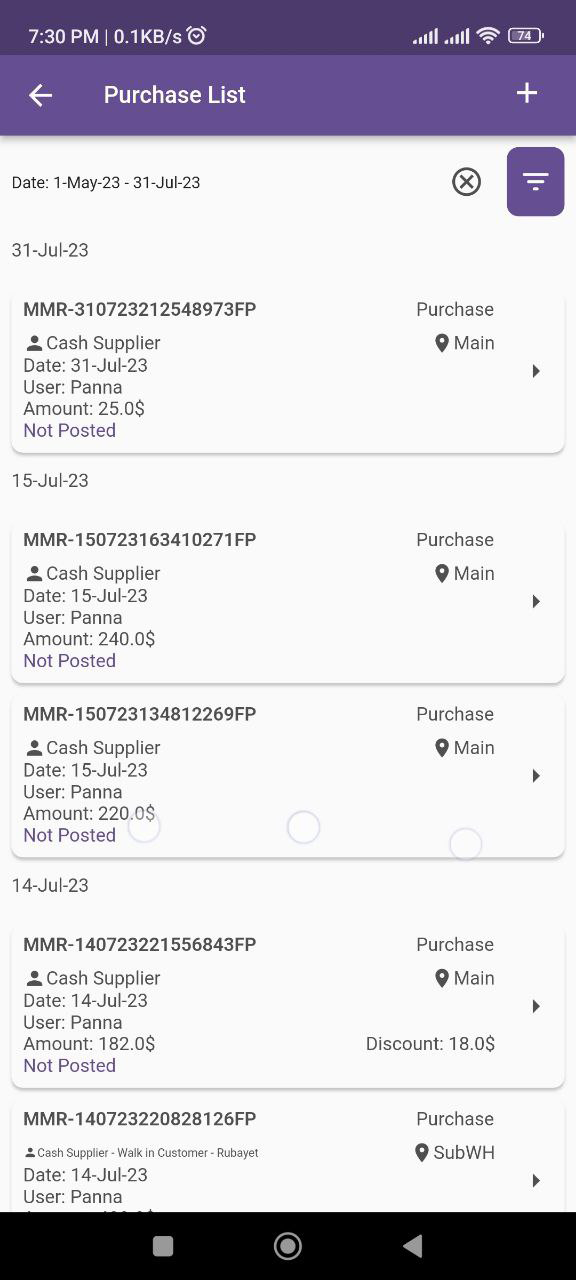 7:30 PM | 0.1KB/s
74
Purchase List
Date: 1-May-23 - 31-Jul-23
31-Jul-23
MMR-310723212548973FP Purchase
Cash Supplier Main
Date: 31-Jul-23
User: Panna
Amount: 25.0$
Not Posted
15-Jul-23
MMR-150723163410271FP Purchase
Cash Supplier Main
Date: 15-Jul-23
User: Panna
Amount: 240.0$
Not Posted
MMR-150723134812269FP Purchase
Cash Supplier Main
Date: 15-Jul-23
User: Panna
Amount: 220.0$
Not Posted
14-Jul-23
MMR-140723221556843FP Purchase
Cash Supplier Main
Date: 14-Jul-23
User: Panna
Amount: 182.0$ Discount: 18.0$
Not Posted
MMR-140723220828126FP Purchase
Cash Supplier - Walk in Customer - Rubayet SubWH
Date: 14-Jul-23
User: Panna